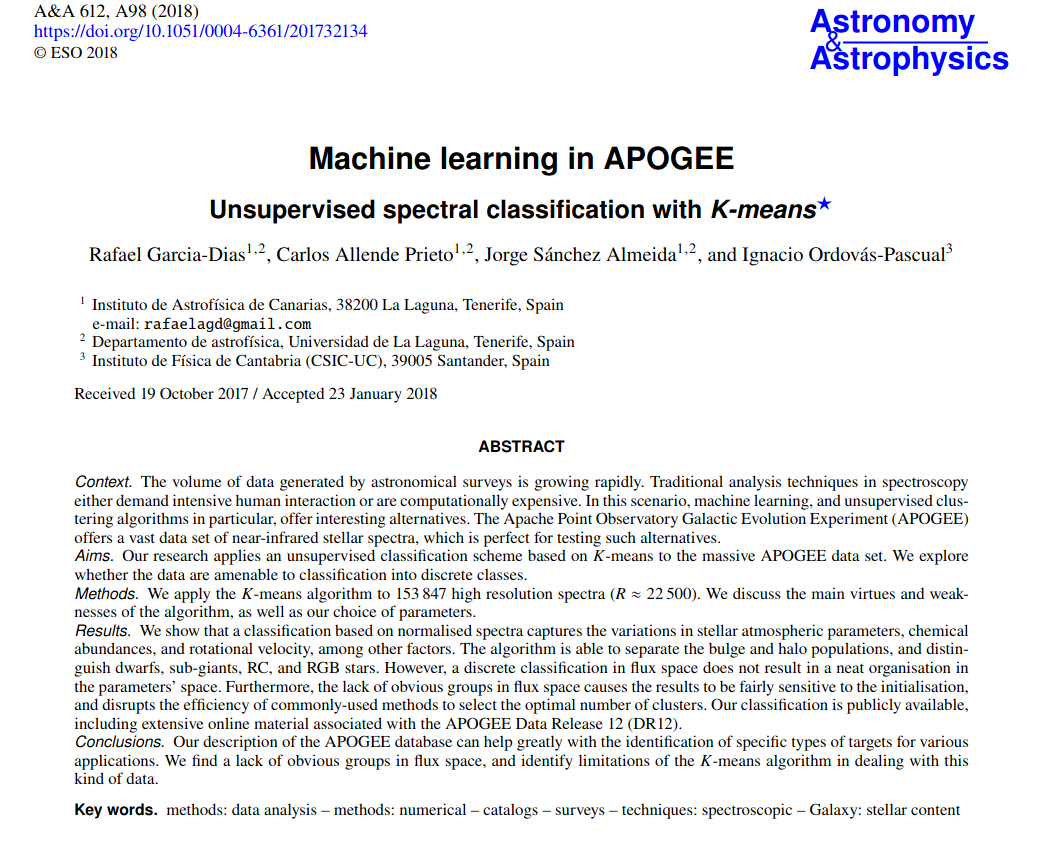 A&A 612, A98 (2018)
https://doi.org/10.1051/0004-6361/201732134
© ESO 2018
Astronomy
&
Astrophysics
Machine learning in APOGEE
Unsupervised spectral classification with K-means★
Rafael Garcia-Dias1,2, Carlos Allende Prieto1,2, Jorge Sánchez Almeida1,2, and Ignacio Ordovás-Pascual3
1 Instituto de Astrofísica de Canarias, 38200 La Laguna, Tenerife, Spain
e-mail: rafaelagd@gmail.com
2 Departamento de astrofísica, Universidad de La Laguna, Tenerife, Spain
3 Instituto de Física de Cantabria (CSIC-UC), 39005 Santander, Spain
Received 19 October 2017 / Accepted 23 January 2018
ABSTRACT
Context. The volume of data generated by astronomical surveys is growing rapidly. Traditional analysis techniques in spectroscopy
either demand intensive human interaction or are computationally expensive. In this scenario, machine learning, and unsupervised clus-
tering algorithms in particular, offer interesting alternatives. The Apache Point Observatory Galactic Evolution Experiment (APOGEE)
offers a vast data set of near-infrared stellar spectra, which is perfect for testing such alternatives.
Aims. Our research applies an unsupervised classification scheme based on K-means to the massive APOGEE data set. We explore
whether the data are amenable to classification into discrete classes.
Methods. We apply the K-means algorithm to 153 847 high resolution spectra (R ≈ 22 500). We discuss the main virtues and weak-
nesses of the algorithm, as well as our choice of parameters.
Results. We show that a classification based on normalised spectra captures the variations in stellar atmospheric parameters, chemical
abundances, and rotational velocity, among other factors. The algorithm is able to separate the bulge and halo populations, and distin-
guish dwarfs, sub-giants, RC, and RGB stars. However, a discrete classification in flux space does not result in a neat organisation in
the parameters' space. Furthermore, the lack of obvious groups in flux space causes the results to be fairly sensitive to the initialisation,
and disrupts the efficiency of commonly-used methods to select the optimal number of clusters. Our classification is publicly available,
including extensive online material associated with the APOGEE Data Release 12 (DR12).
Conclusions. Our description of the APOGEE database can help greatly with the identification of specific types of targets for various
applications. We find a lack of obvious groups in flux space, and identify limitations of the K-means algorithm in dealing with this
kind of data.
Key words. methods: data analysis – methods: numerical – catalogs – surveys – techniques: spectroscopic – Galaxy: stellar content